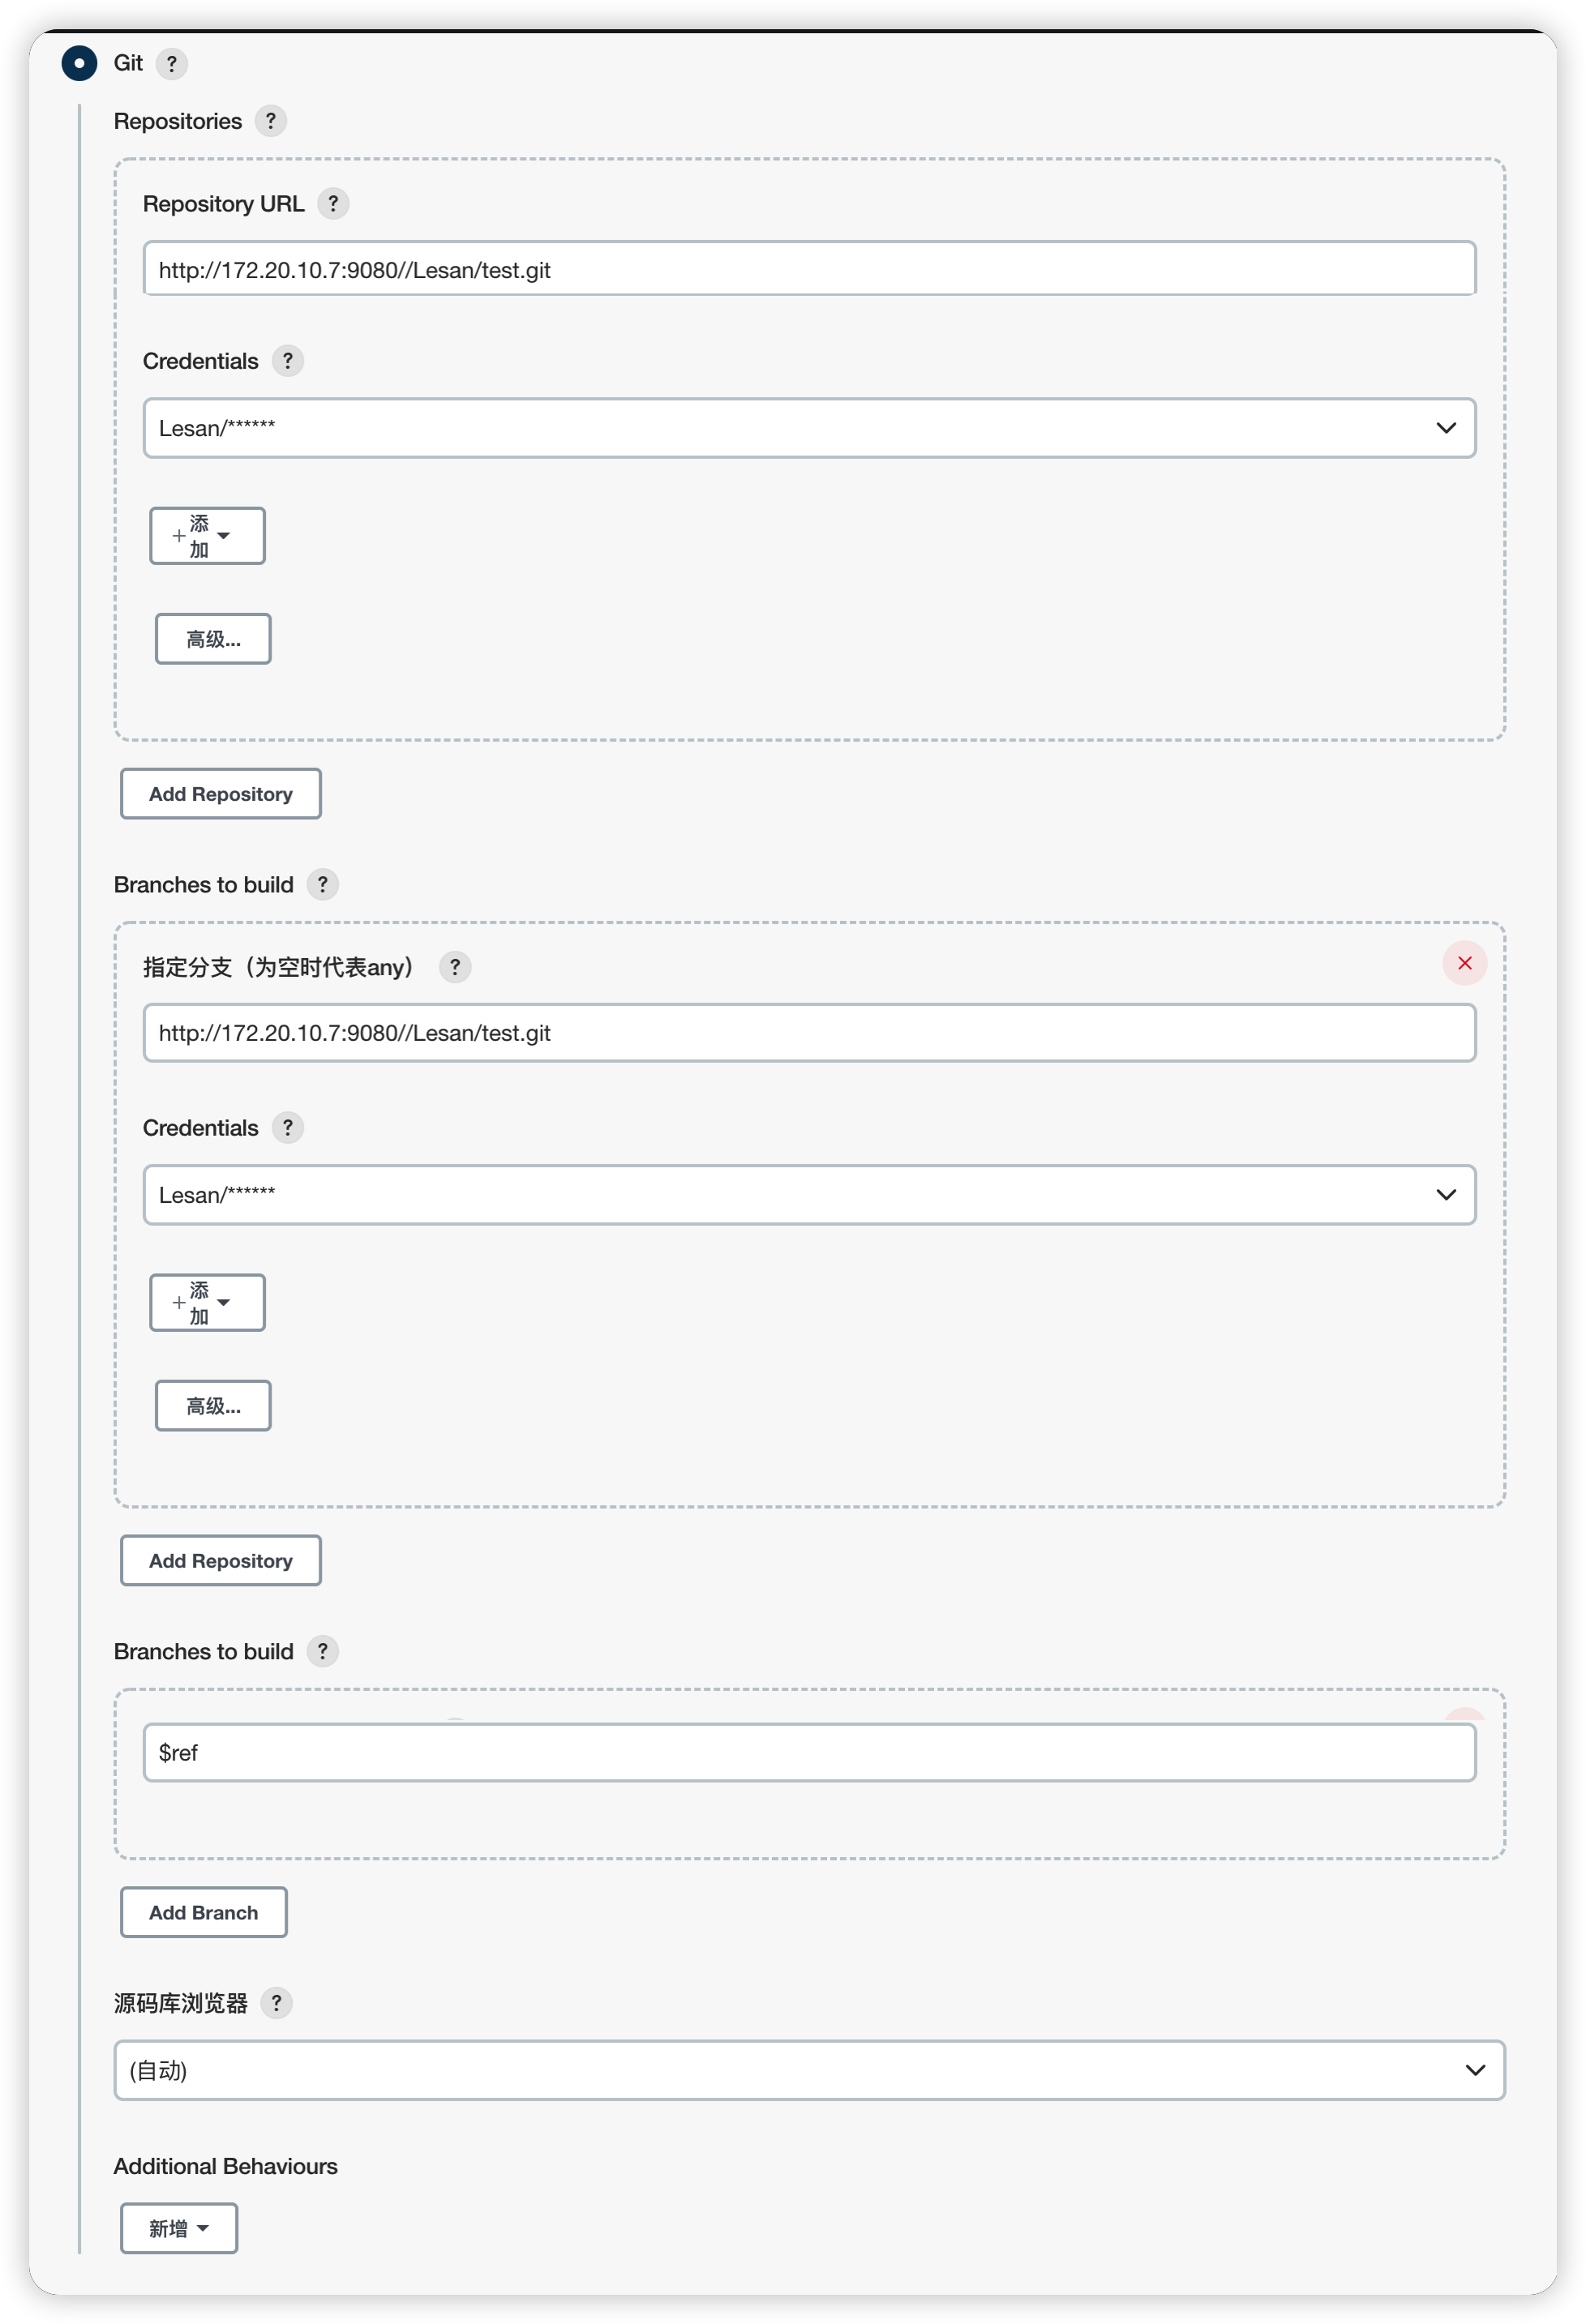 Git ?
Repositories ?
Repository URL ?
http://172.20.10.7:9080//Lesan/test.git
Credentials ?
Lesan/******
+添加
高级...
Add Repository
Branches to build ?
指定分支（为空时代表any） ?
http://172.20.10.7:9080//Lesan/test.git
Credentials ?
Lesan/******
+添加
高级...
Add Repository
Branches to build ?
$ref
Add Branch
源码库浏览器 ?
(自动)
Additional Behaviours
新增